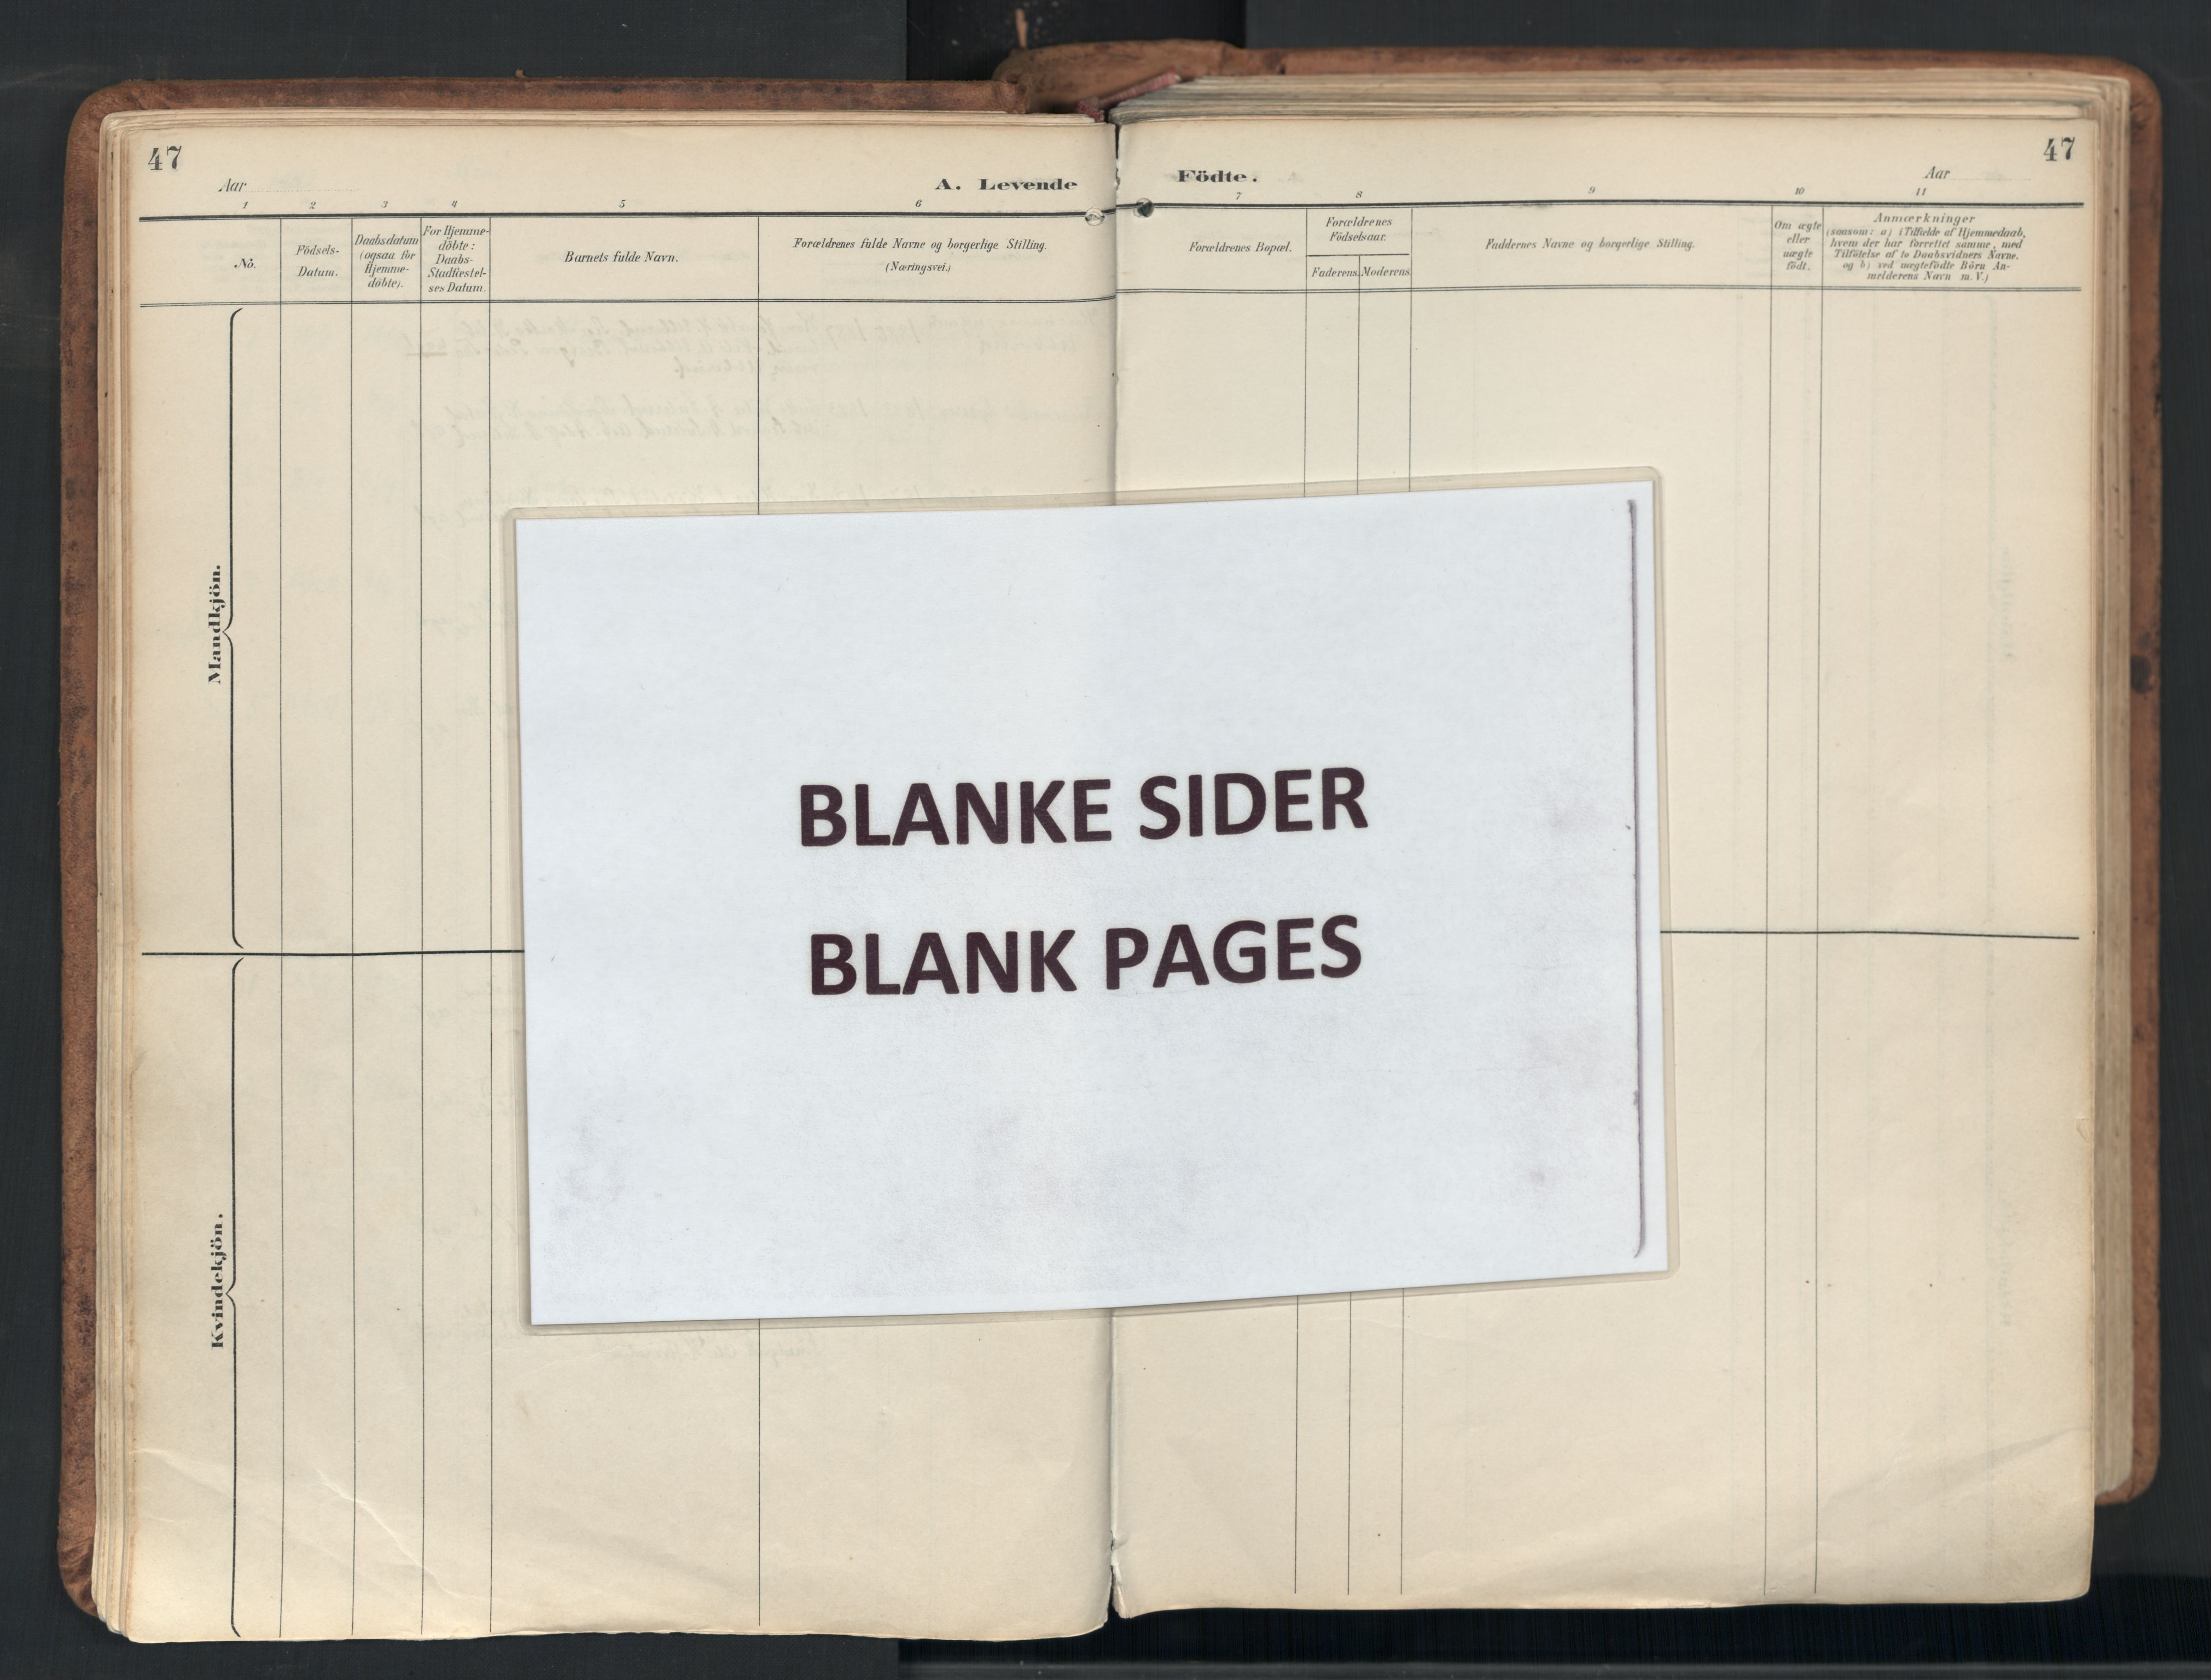 47
Aar
A. Levende
1
2
3
4
5
6
No.
Födsels-
Datum.
Daabsdatum
(ogsaa for
Hjemme-
döbte).
For Hjemme-
döbte:
Daabs-
Stadfæstel-
ses Datum.
Barnets fulde Navn.
Forældrenes fulde Navne og borgerlige Stilling.
(Næringsvei.)
Mandkjön.
Kvindekjön.
47
Födte.
Aar
7
8
9
10
11
Forældrenes Bopæl.
Forældrenes
Födselsaar.
Faderens.
Moderens.
Faddernes Navne og borgerlige Stilling.
Om ægte
eller
uægte
födt.
Anmærkninger
(saasom: a) i Tilfælde af Hjemmedaab,
hvem der har forrettet samme, med
Tilföielse af to Daabsvidners Navne.
og b) ved uægtefödte Börn An-
melderens Navn m. V.)
BLANKE SIDER
BLANK PAGES